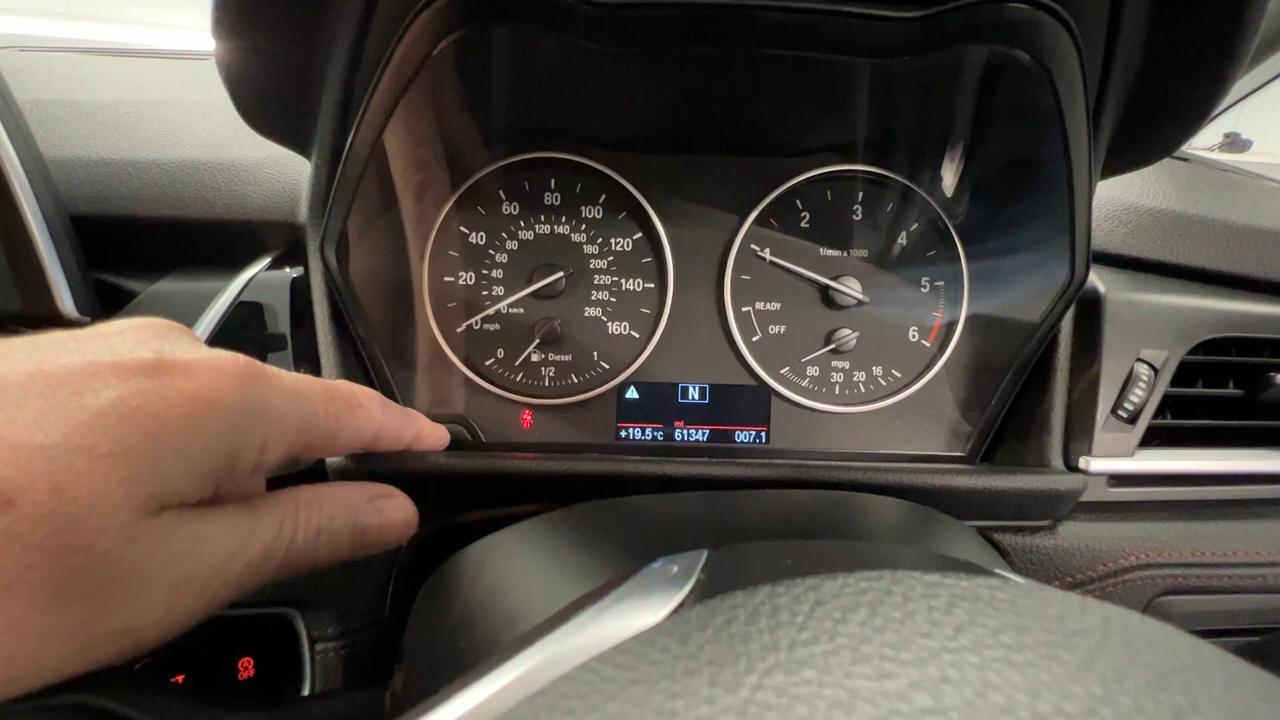 20 40 60 80 100 120 140 160
mph
0 20 40 60 80 100 120 140 160 180 200 220 240 260
km/h
0 1/2 1
Diesel
1 2 3 4 5 6
1/min x 1000
READY
OFF
mpg
80 30 20 16
N
mi
+19.5°C 61347 007.1
A
OFF